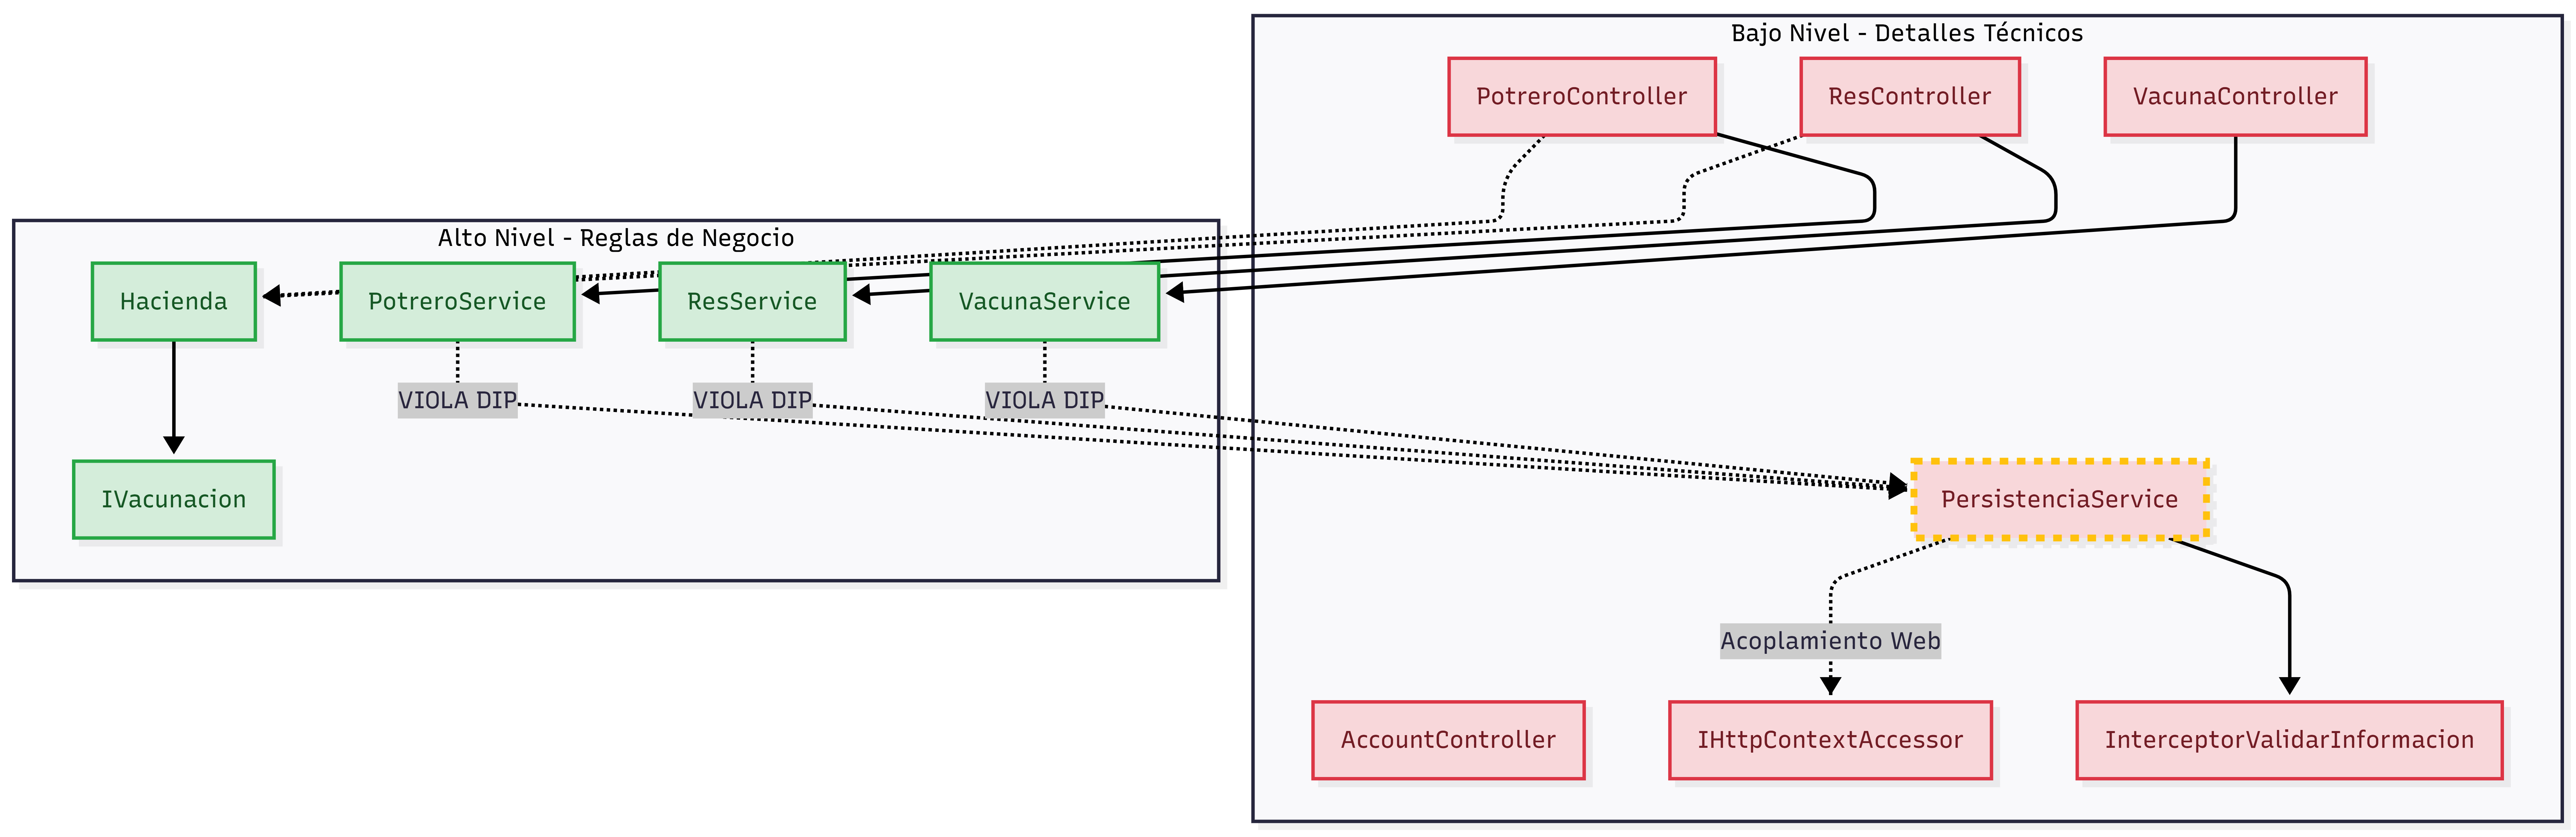 Bajo Nivel - Detalles Técnicos
PotreroController
ResController
VacunaController
Alto Nivel - Reglas de Negocio
Hacienda
PotreroService
ResService
VacunaService
VIOLA DIP
VIOLA DIP
VIOLA DIP
IVacunacion
PersistenciaService
Acoplamiento Web
AccountController
IHttpContextAccessor
InterceptorValidarInformacion